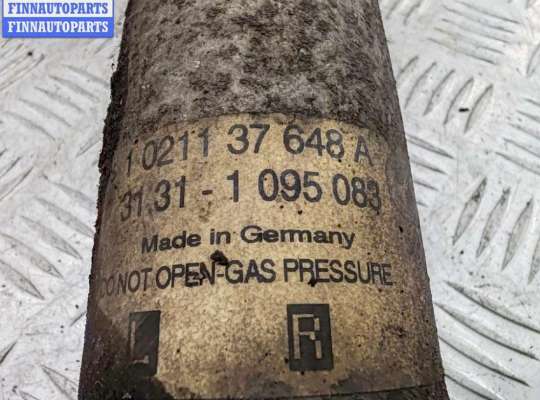 FINNAUTOPARTS
FINNAUTOPARTS
1 0211 37 648 A
31.31 - 1 095 083
Made in Germany
DO NOT OPEN-GAS PRESSURE
L R